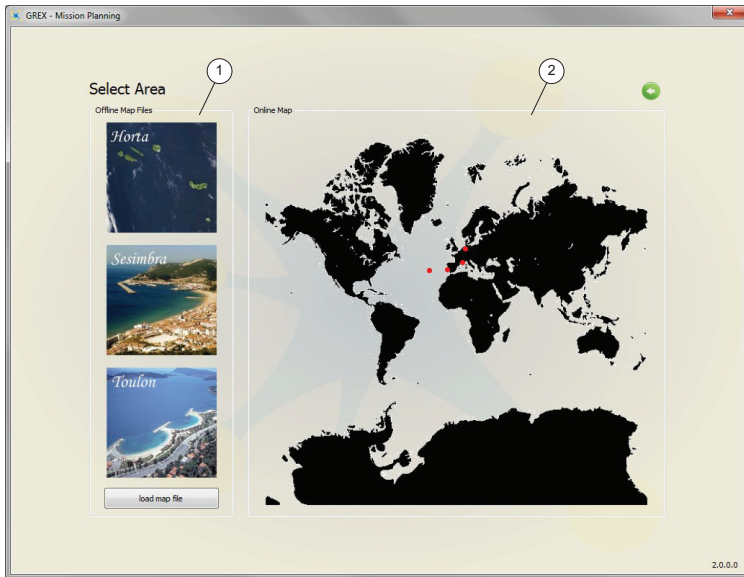 GREX - Mission Planning
1
2
Select Area
Offline Map Files
Online Map
Horta
Sesimbra
Toulon
load map file
2.0.0.0